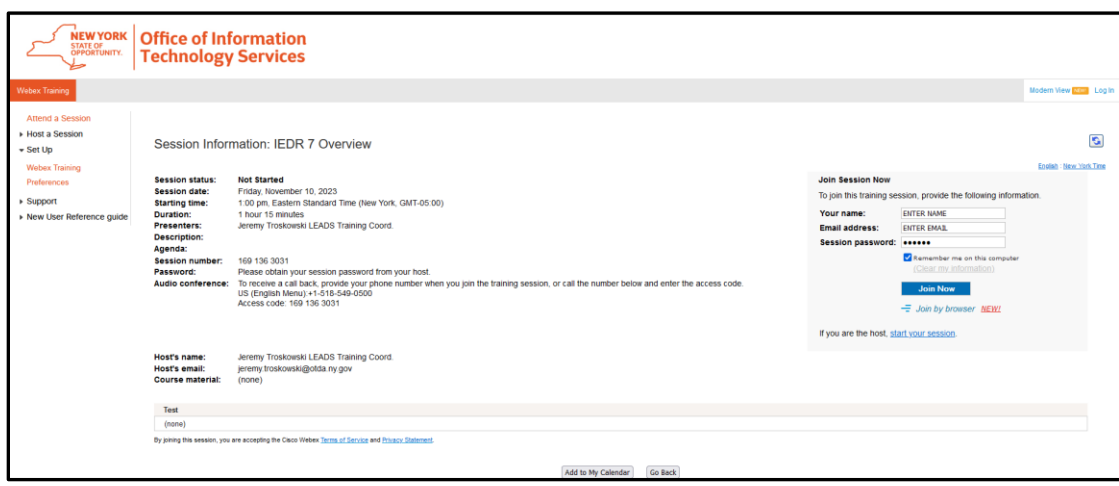 NEW YORK
STATE OF
OPPORTUNITY.
Office of Information
Technology Services
Webex Training
Modern View NEW Log In
Attend a Session
Host a Session
Set Up
Webex Training
Preferences
Support
New User Reference guide
Session Information: IEDR 7 Overview
English : New York Time
Session status: Not Started
Session date: Friday, November 10, 2023
Starting time: 1:00 pm, Eastern Standard Time (New York, GMT-05:00)
Duration: 1 hour 15 minutes
Presenters: Jeremy Troskowski LEADS Training Coord.
Description:
Agenda:
Session number: 169 136 3031
Password: Please obtain your session password from your host.
Audio conference: To receive a call back, provide your phone number when you join the training session, or call the number below and enter the access code.
US (English Menu):+1-518-549-0500
Access code: 169 136 3031
Host's name: Jeremy Troskowski LEADS Training Coord.
Host's email: jeremy.troskowski@otda.ny.gov
Course material: (none)
Join Session Now
To join this training session, provide the following information.
Your name: ENTER NAME
Email address: ENTER EMAIL
Session password: ••••••
Remember me on this computer
(Clear my information)
Join Now
Join by browser NEW!
If you are the host, start your session.
Test
(none)
By joining this session, you are accepting the Cisco Webex Terms of Service and Privacy Statement.
Add to My Calendar Go Back